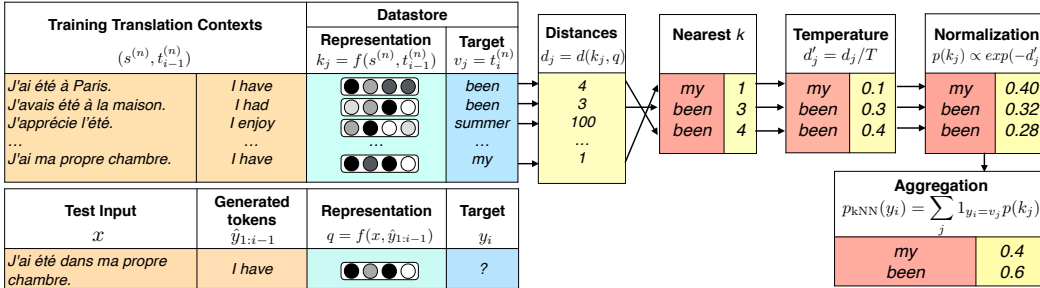 Training Translation Contexts
(s^(n), t_{i-1}^(n))
Datastore
Representation
k_j = f(s^(n), t_{i-1}^(n))
Target
v_j = t_i^(n)
J'ai été à Paris. I have been
J'avais été à la maison. I had been
J'apprécie l'été. I enjoy summer
... ... ... ...
J'ai ma propre chambre. I have my
Distances
d_j = d(k_j, q)
4
3
100
...
1
Nearest k
my 1
been 3
been 4
Temperature
d'_j = d_j/T
my 0.1
been 0.3
been 0.4
Normalization
p(k_j) ∝ exp(-d'_j
my 0.40
been 0.32
been 0.28
Aggregation
p_kNN(y_i) = ∑_j 1_{y_i=v_j} p(k_j)
my 0.4
been 0.6
Test Input
x
Generated
tokens
ŷ_{1:i-1}
Representation
q = f(x, ŷ_{1:i-1})
Target
y_i
J'ai été dans ma propre
chambre.
I have
?